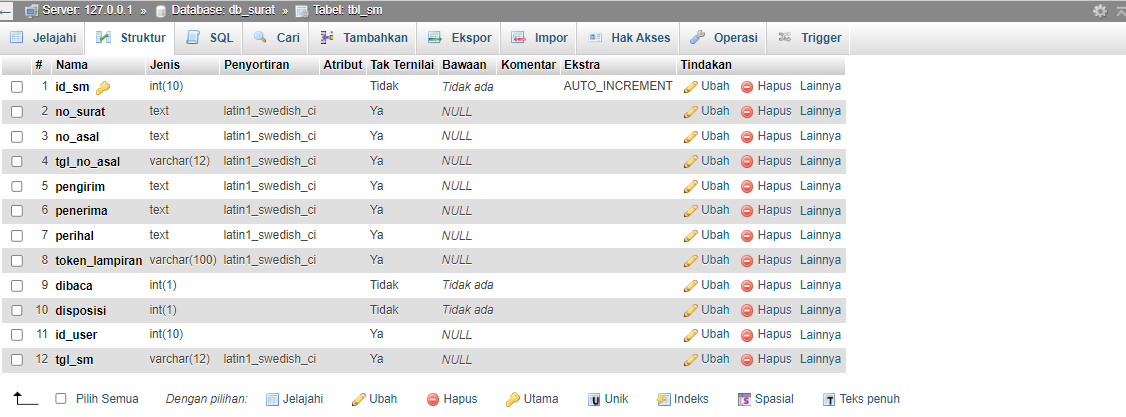 Server: 127.0.0.1 » Database: db_surat » Tabel: tbl_sm
Jelajahi Struktur SQL Cari Tambahkan Ekspor Impor Hak Akses Operasi Trigger
# Nama Jenis Penyortiran Atribut Tak Ternilai Bawaan Komentar Ekstra Tindakan
1 id_sm int(10) Tidak Tidak ada AUTO_INCREMENT Ubah Hapus Lainnya
2 no_surat text latin1_swedish_ci Ya NULL Ubah Hapus Lainnya
3 no_asal text latin1_swedish_ci Ya NULL Ubah Hapus Lainnya
4 tgl_no_asal varchar(12) latin1_swedish_ci Ya NULL Ubah Hapus Lainnya
5 pengirim text latin1_swedish_ci Ya NULL Ubah Hapus Lainnya
6 penerima text latin1_swedish_ci Ya NULL Ubah Hapus Lainnya
7 perihal text latin1_swedish_ci Ya NULL Ubah Hapus Lainnya
8 token_lampiran varchar(100) latin1_swedish_ci Ya NULL Ubah Hapus Lainnya
9 dibaca int(1) Tidak Tidak ada Ubah Hapus Lainnya
10 disposisi int(1) Tidak Tidak ada Ubah Hapus Lainnya
11 id_user int(10) Ya NULL Ubah Hapus Lainnya
12 tgl_sm varchar(12) latin1_swedish_ci Ya NULL Ubah Hapus Lainnya
Pilih Semua Dengan pilihan: Jelajahi Ubah Hapus Utama Unik Indeks Spasial Teks penuh